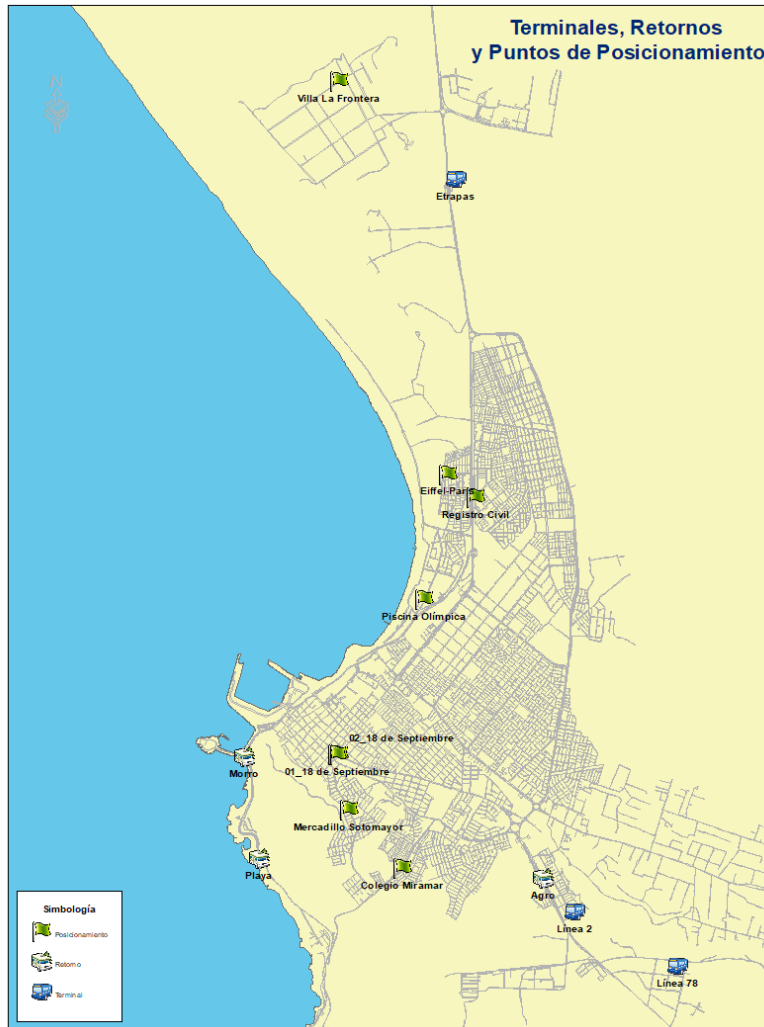 Terminales, Retornos
y Puntos de Posicionamiento
N
Villa La Frontera
Etrapas
Eiffel-París
Registro Civil
Piscina Olímpica
02_18 de Septiembre
Morro
01_18 de Septiembre
Mercadillo Sotomayor
Playa
Colegio Miramar
Agro
Línea 2
Línea 78
Simbología
Posicionamiento
Retorno
Terminal